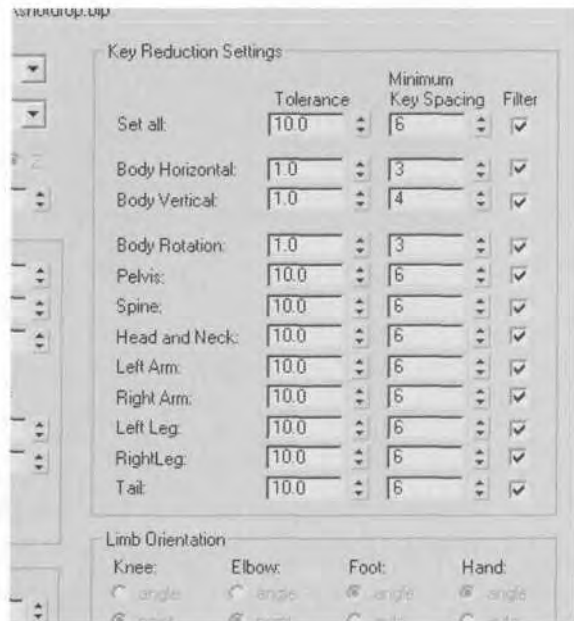 \shotdrop.bip
Key Reduction Settings
Minimum
Tolerance Key Spacing Filter
Set all: 10.0 6
Body Horizontal: 1.0 3
Body Vertical: 1.0 4
Body Rotation: 1.0 3
Pelvis: 10.0 6
Spine: 10.0 6
Head and Neck: 10.0 6
Left Arm: 10.0 6
Right Arm: 10.0 6
Left Leg: 10.0 6
RightLeg: 10.0 6
Tail: 10.0 6
Limb Orientation
Knee: Elbow: Foot: Hand:
angle angle angle angle